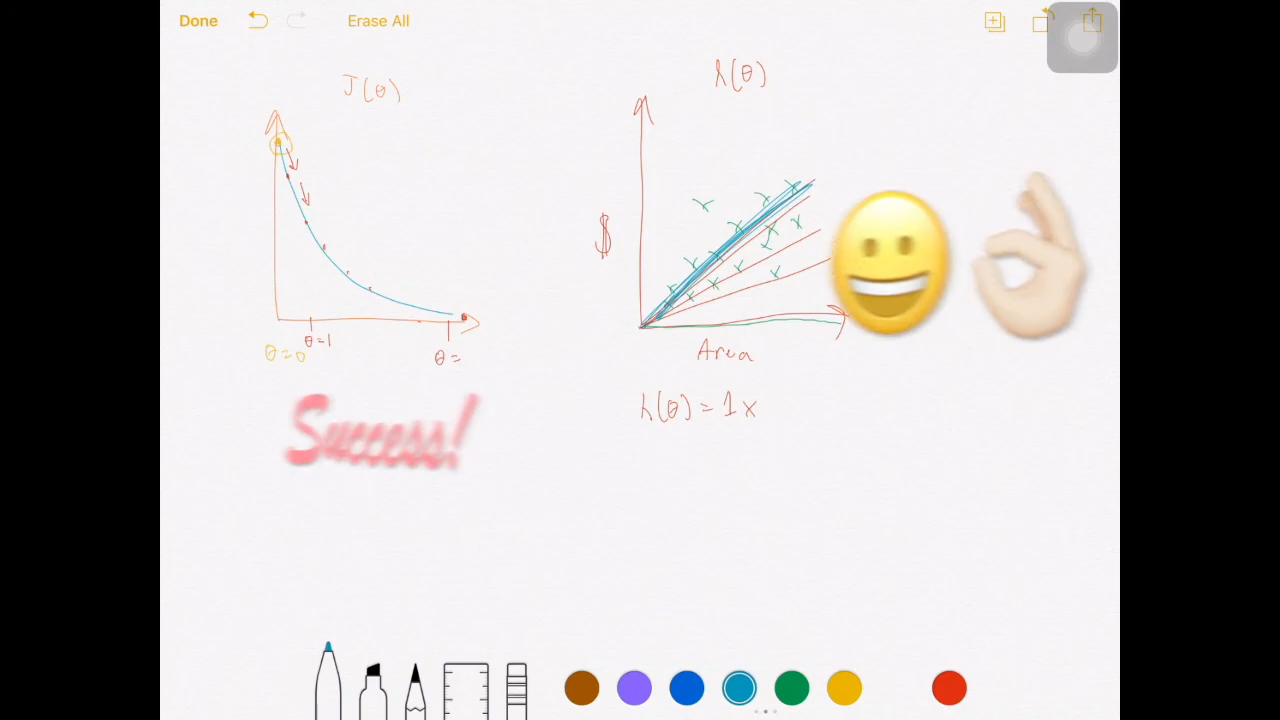 Done
Erase All
J(θ)
h(θ)
$
θ=0
θ=1
θ=
Area
h(θ) = 1x
Success!